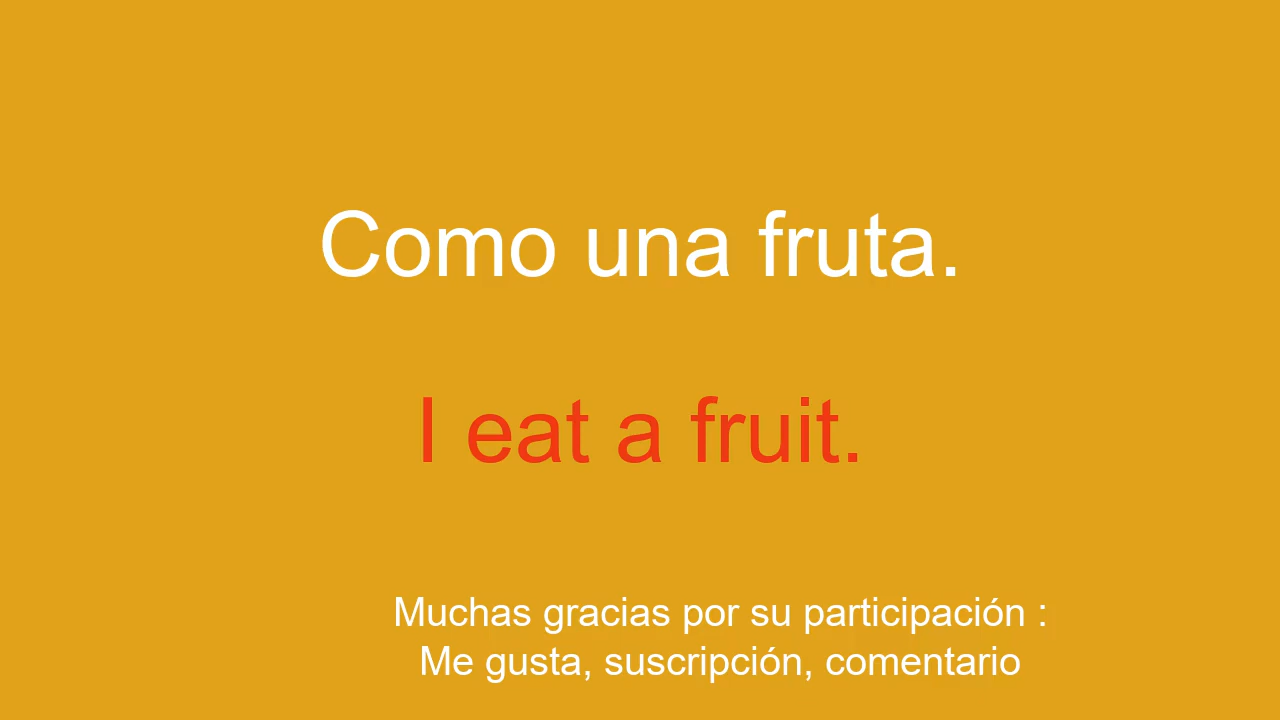 Como una fruta.
I eat a fruit.
Muchas gracias por su participación :
Me gusta, suscripción, comentario